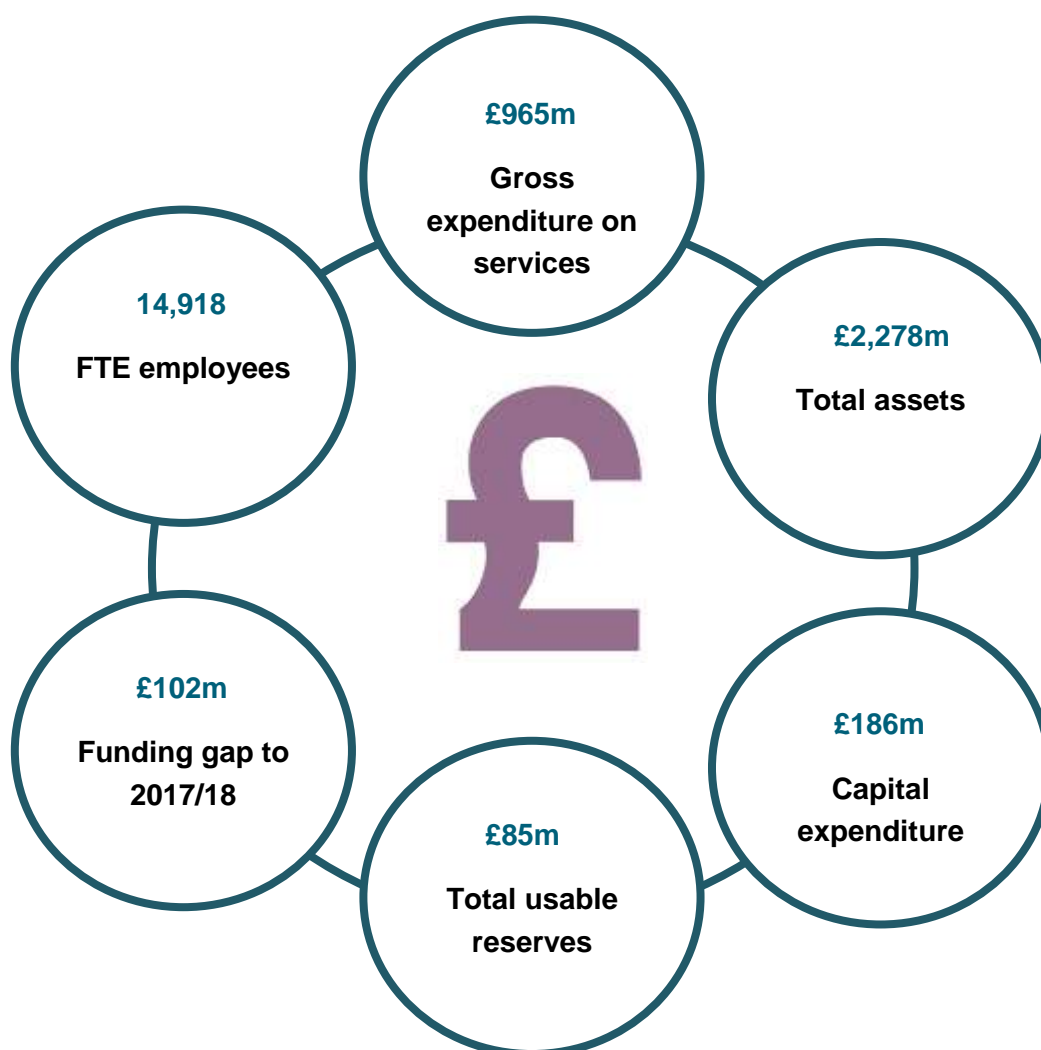 £965m
Gross
expenditure on
services
£2,278m
Total assets
£186m
Capital
expenditure
£85m
Total usable
reserves
£102m
Funding gap to
2017/18
14,918
FTE employees
£